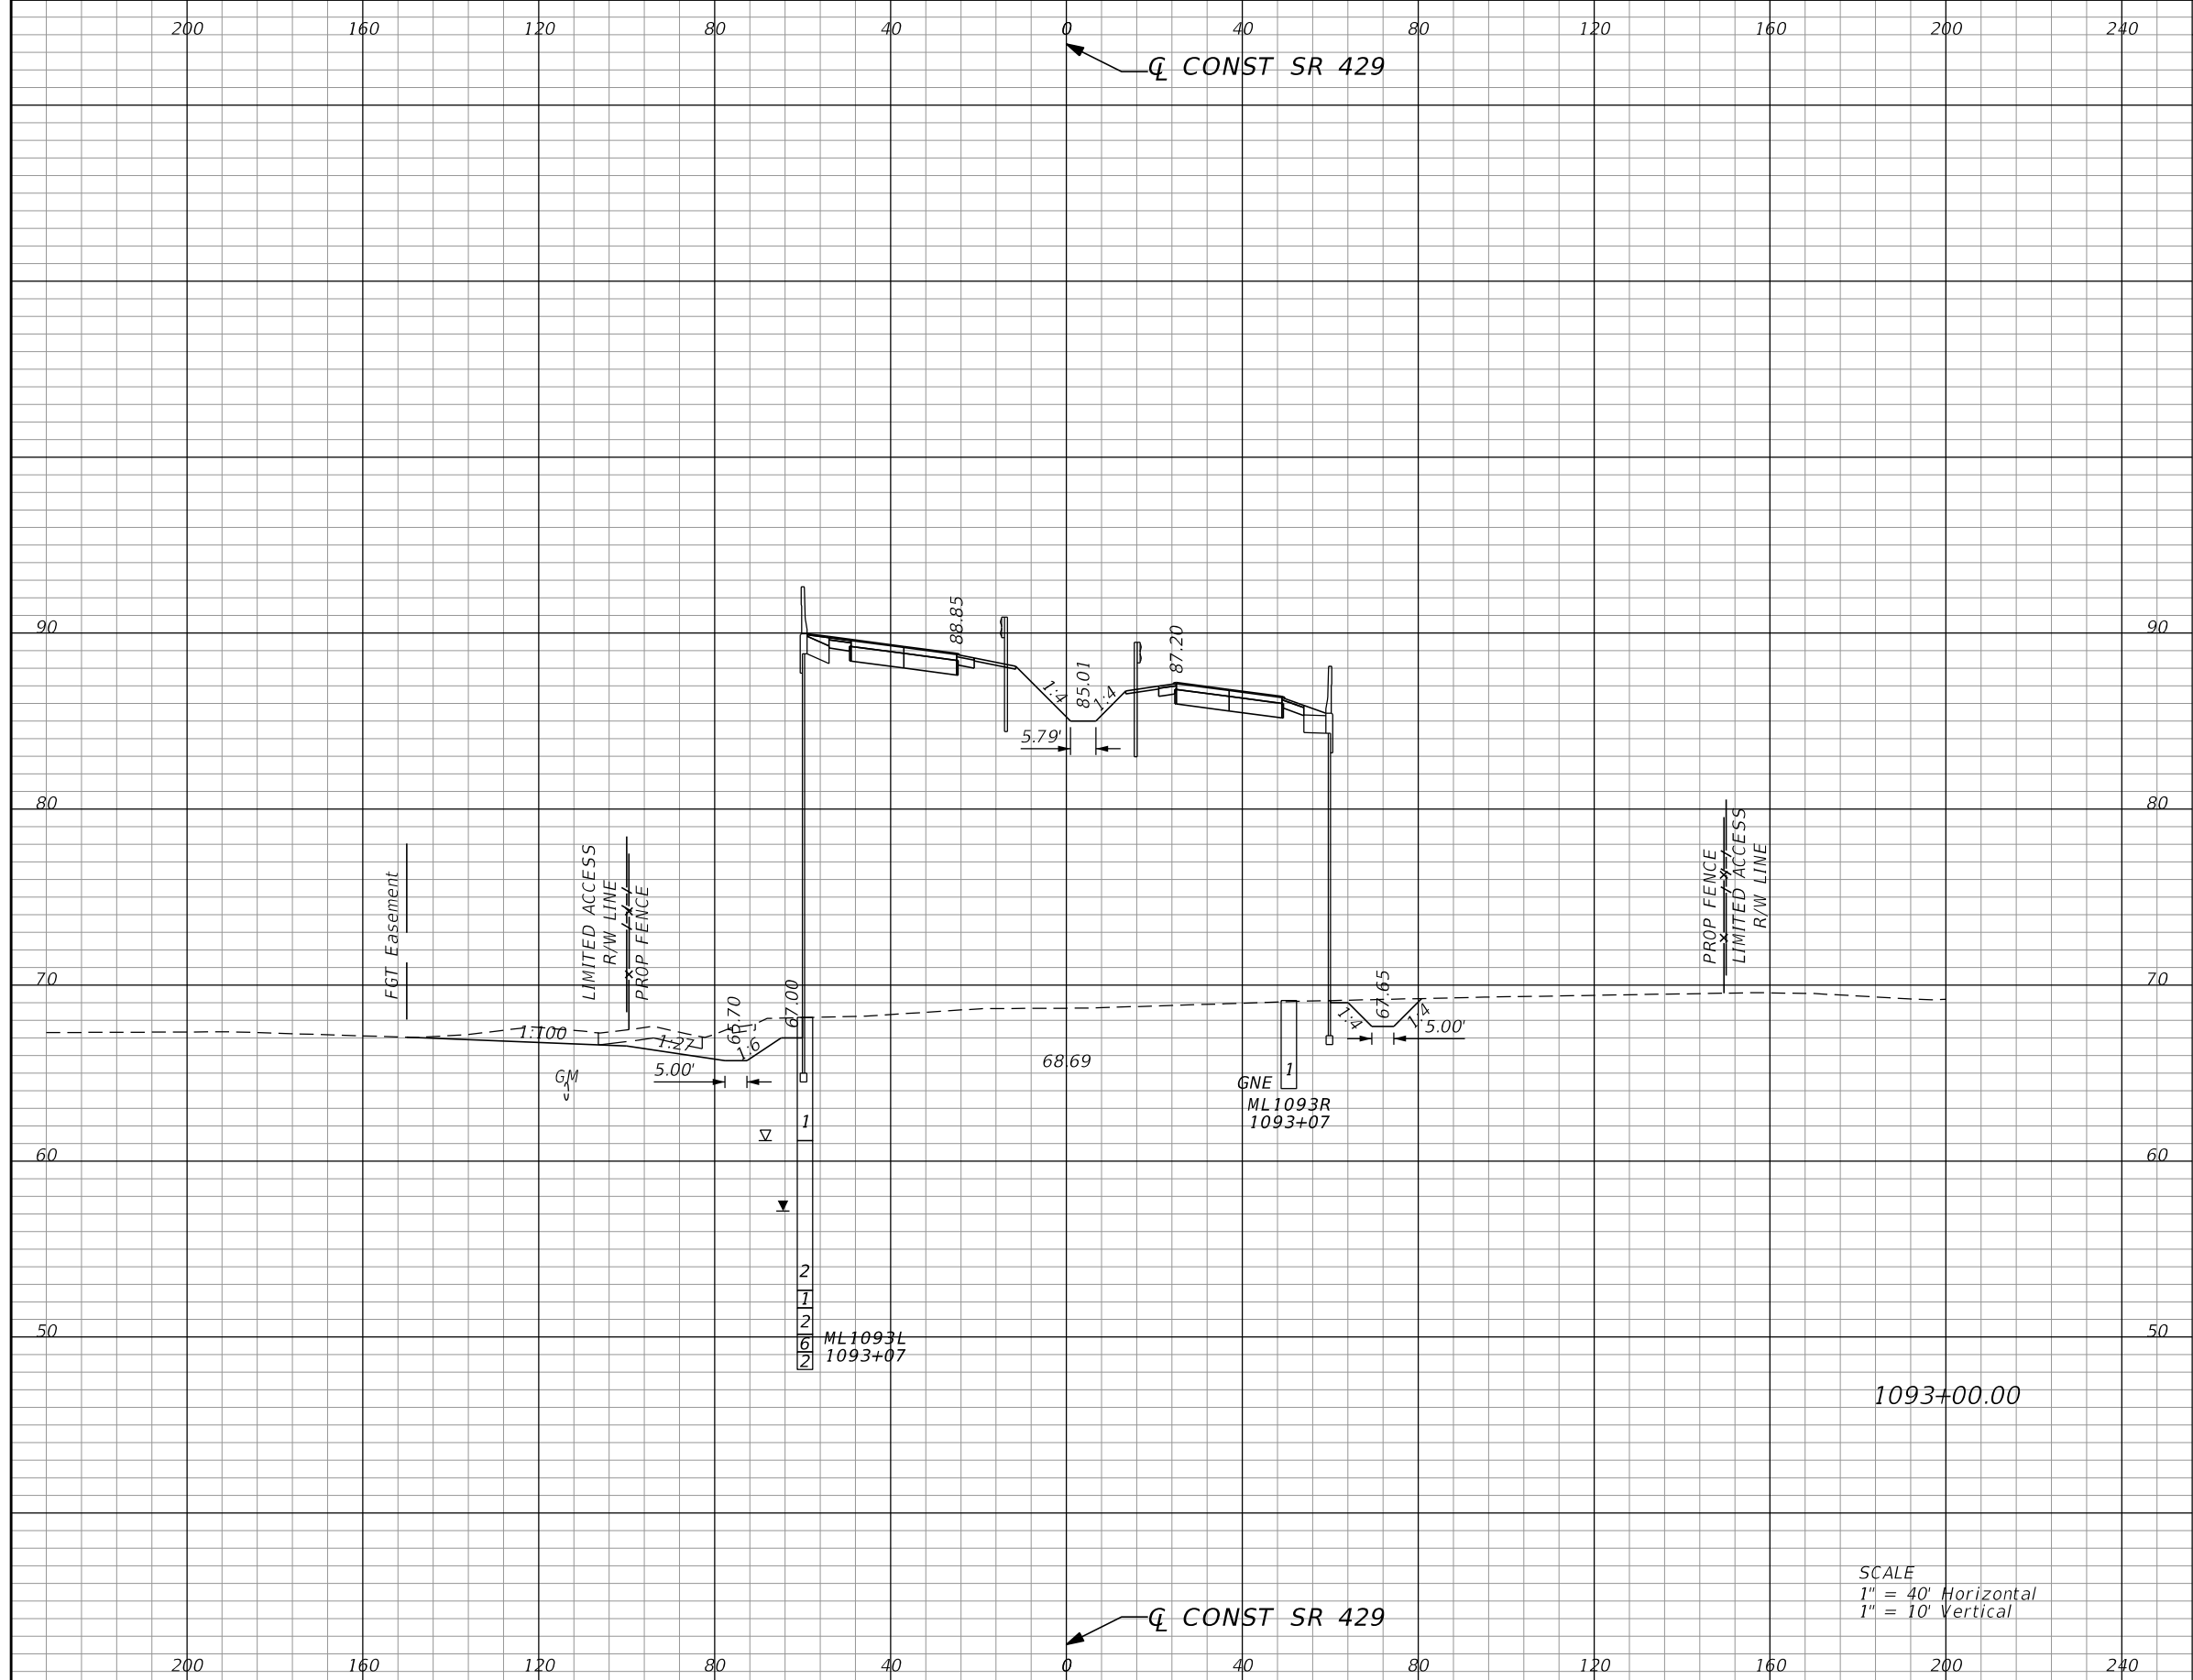 200 160 120 80 40 0 40 80 120 160 200 240
℄ CONST SR 429
88.85
87.20
90 90
1:4
85.01
1:4
5.79'
80 80
FGT Easement
LIMITED ACCESS
R/W LINE
PROP FENCE
PROP FENCE
LIMITED ACCESS
R/W LINE
70 70
65.70
67.00
67.65
1:100
1:27
1:6
1:4
1:4
5.00'
GM
5.00'
68.69
GNE
1
ML1093R
1093+07
1
60 60
2
1
2
6
2
ML1093L
1093+07
50 50
1093+00.00
SCALE
1" = 40' Horizontal
1" = 10' Vertical
℄ CONST SR 429
200 160 120 80 40 0 40 80 120 160 200 240